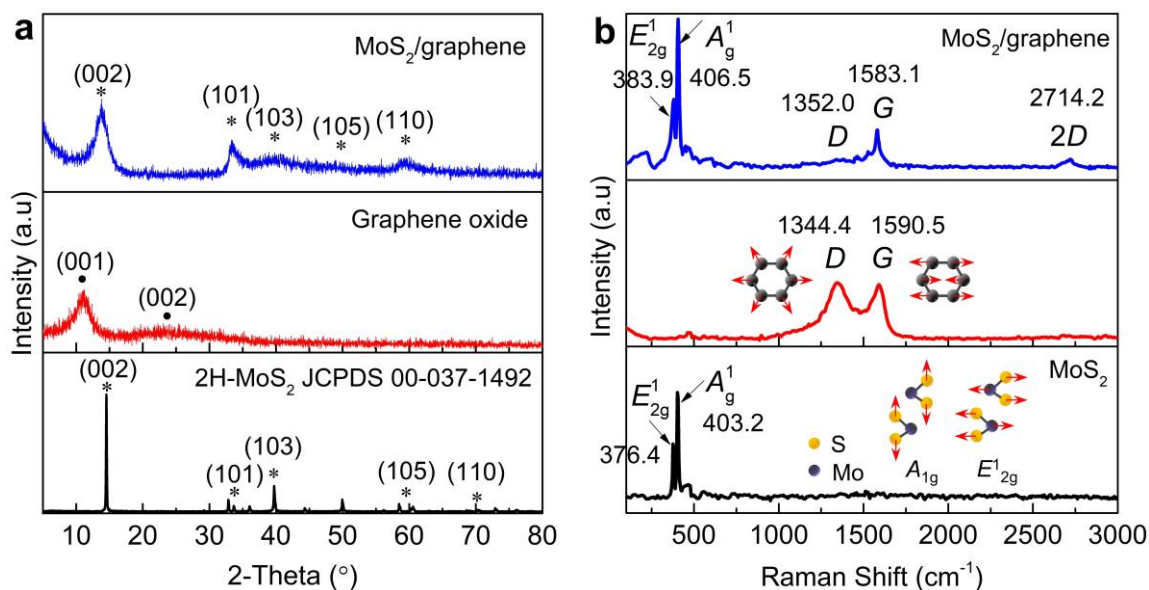 a
MoS₂/graphene
(002)
*
(101)
*
(103)
*
(105)
*
(110)
*
Graphene oxide
(001)
•
(002)
•
2H-MoS₂ JCPDS 00-037-1492
(002)
*
(101)
*
(103)
*
(105)
*
(110)
*
Intensity (a.u)
10 20 30 40 50 60 70 80
2-Theta (°)
b
MoS₂/graphene
E¹₂g
383.9
A¹g
406.5
1352.0
D
1583.1
G
2714.2
2D
1344.4
D
1590.5
G
MoS₂
E¹₂g
376.4
A¹g
403.2
S
Mo
A₁g
E¹₂g
Intensity (a.u)
500 1000 1500 2000 2500 3000
Raman Shift (cm⁻¹)